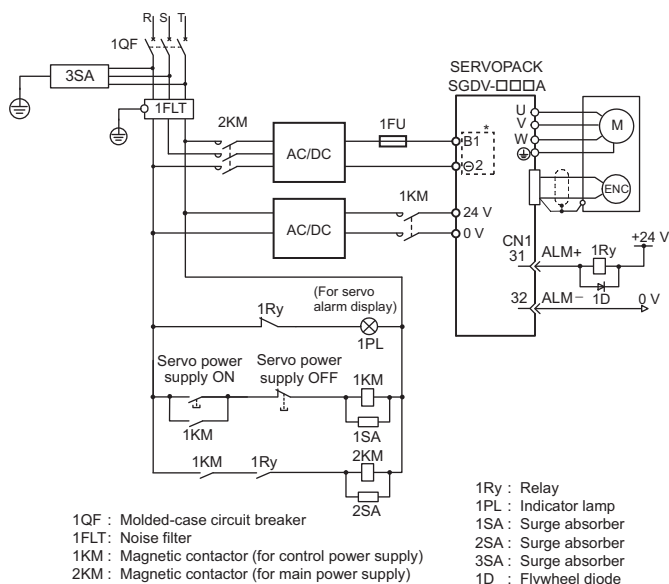 R S T
1QF
3SA
1FLT
2KM
AC/DC
1FU
SERVOPACK
SGDV-□□□A
B1
*
⊖2
U
V
W
M
ENC
AC/DC
1KM
24 V
0 V
CN1
31
ALM+
1Ry
+24 V
1D
32
ALM−
0 V
(For servo
alarm display)
1Ry
1PL
Servo power
supply ON
Servo power
supply OFF
1KM
1KM
1SA
1KM
1Ry
2KM
2SA
1QF : Molded-case circuit breaker
1FLT: Noise filter
1KM : Magnetic contactor (for control power supply)
2KM : Magnetic contactor (for main power supply)
1Ry : Relay
1PL : Indicator lamp
1SA : Surge absorber
2SA : Surge absorber
3SA : Surge absorber
1D : Flywheel diode